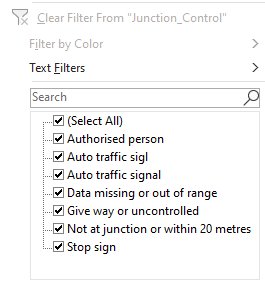 Clear Filter From "Junction_Control"
Filter by Color
Text Filters
Search
(Select All)
Authorised person
Auto traffic sigl
Auto traffic signal
Data missing or out of range
Give way or uncontrolled
Not at junction or within 20 metres
Stop sign